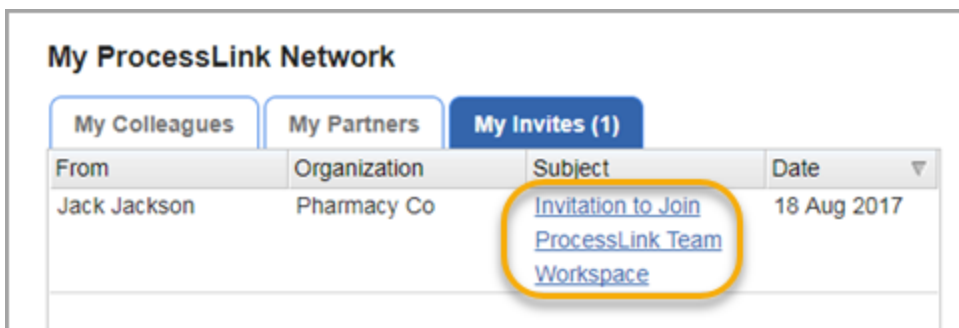 My ProcessLink Network
My Colleagues My Partners My Invites (1)
From Organization Subject Date
Jack Jackson Pharmacy Co Invitation to Join 18 Aug 2017
ProcessLink Team
Workspace